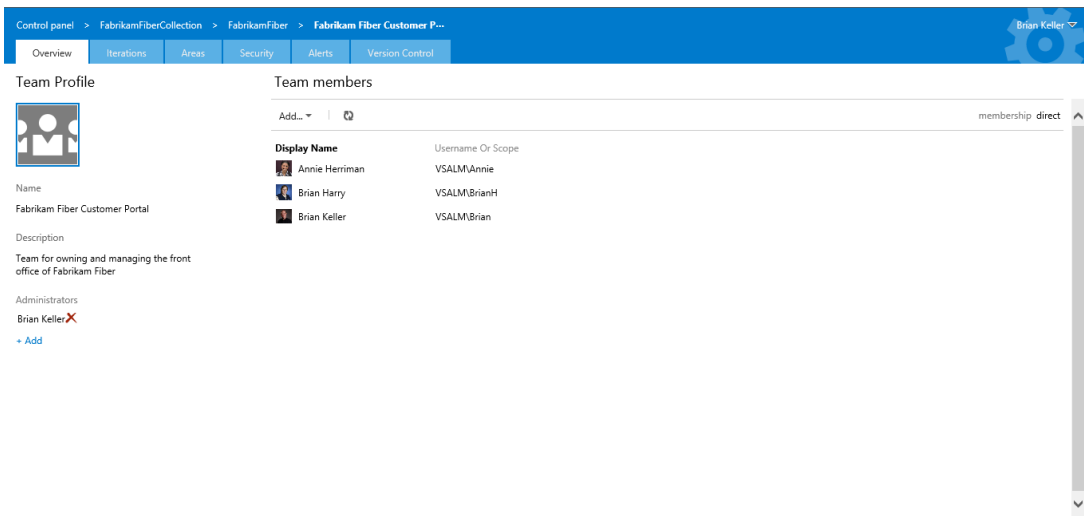 Control panel > FabrikamFiberCollection > FabrikamFiber > Fabrikam Fiber Customer P...
Brian Keller
Overview Iterations Areas Security Alerts Version Control
Team Profile
Name
Fabrikam Fiber Customer Portal
Description
Team for owning and managing the front
office of Fabrikam Fiber
Administrators
Brian Keller
+ Add
Team members
Add... membership direct
Display Name Username Or Scope
Annie Herriman VSALM\Annie
Brian Harry VSALM\BrianH
Brian Keller VSALM\Brian